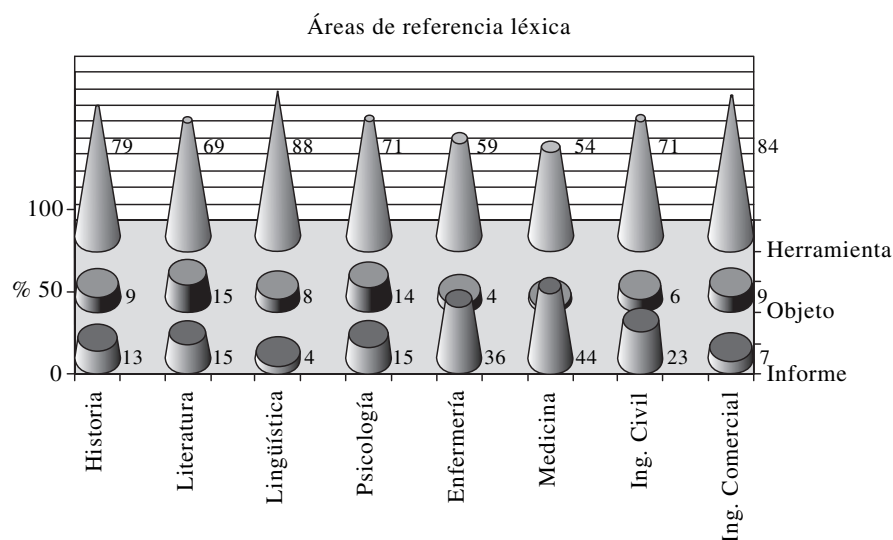 Áreas de referencia léxica
79 69 88 71 59 54 71 84
100
Herramienta
% 50
9 15 8 14 4 6 9
Objeto
13 15 4 15 36 44 23 7
0
Informe
Historia
Literatura
Lingüística
Psicología
Enfermería
Medicina
Ing. Civil
Ing. Comercial